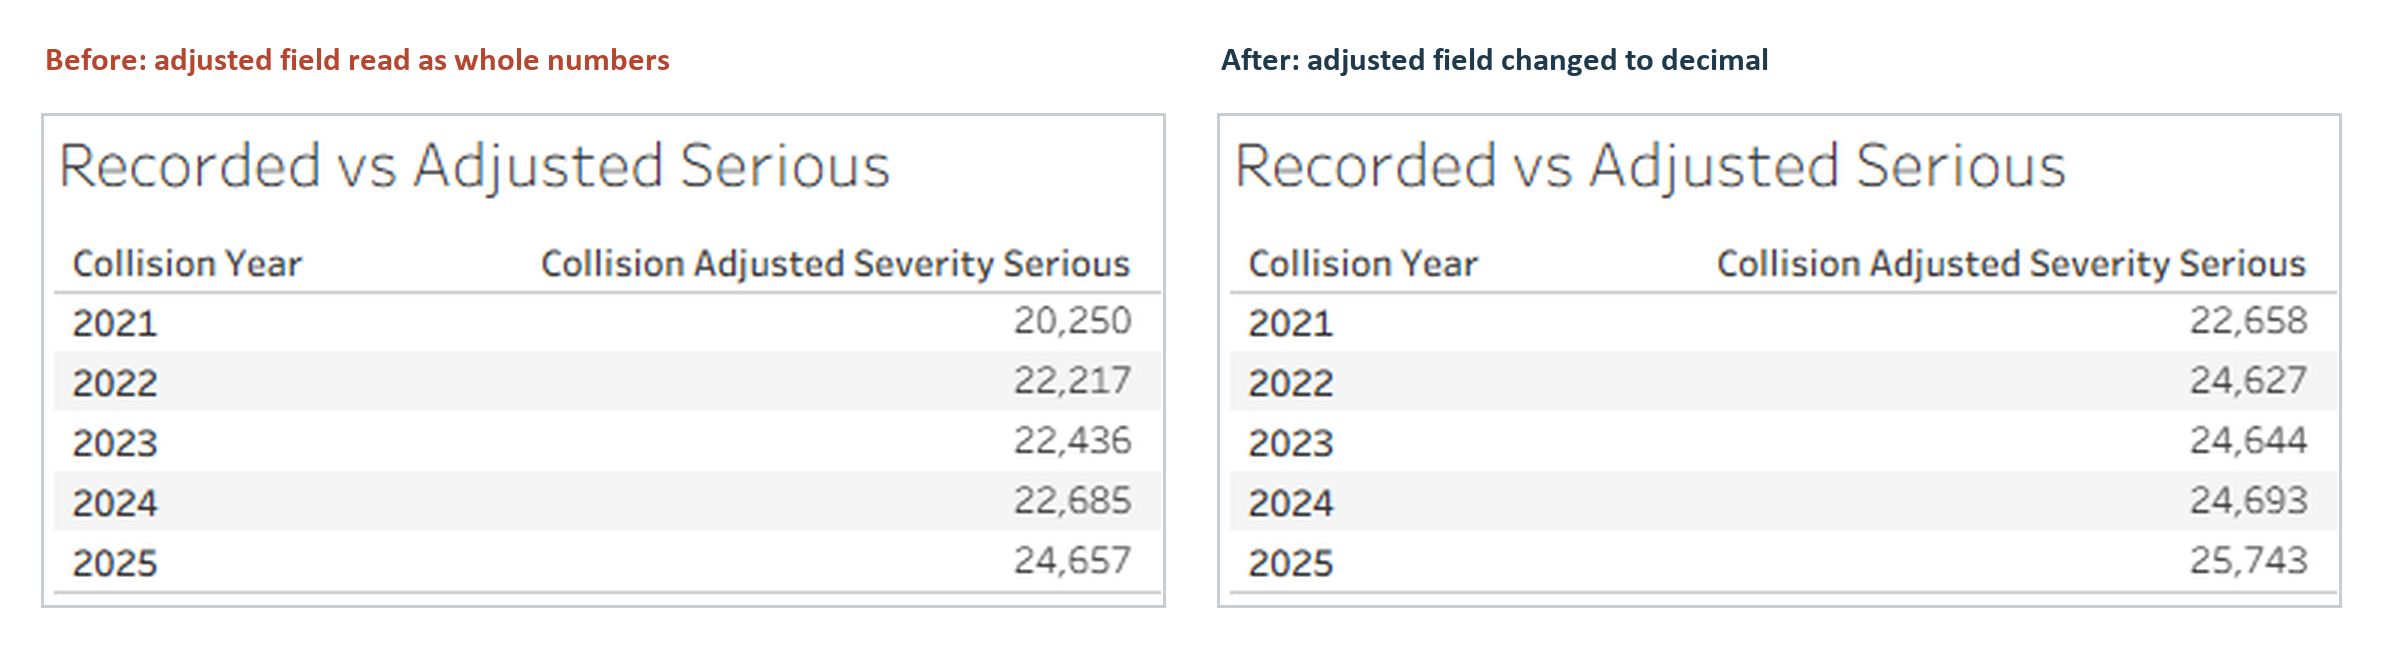 Before: adjusted field read as whole numbers
Recorded vs Adjusted Serious
Collision Year Collision Adjusted Severity Serious
2021 20,250
2022 22,217
2023 22,436
2024 22,685
2025 24,657
After: adjusted field changed to decimal
Recorded vs Adjusted Serious
Collision Year Collision Adjusted Severity Serious
2021 22,658
2022 24,627
2023 24,644
2024 24,693
2025 25,743